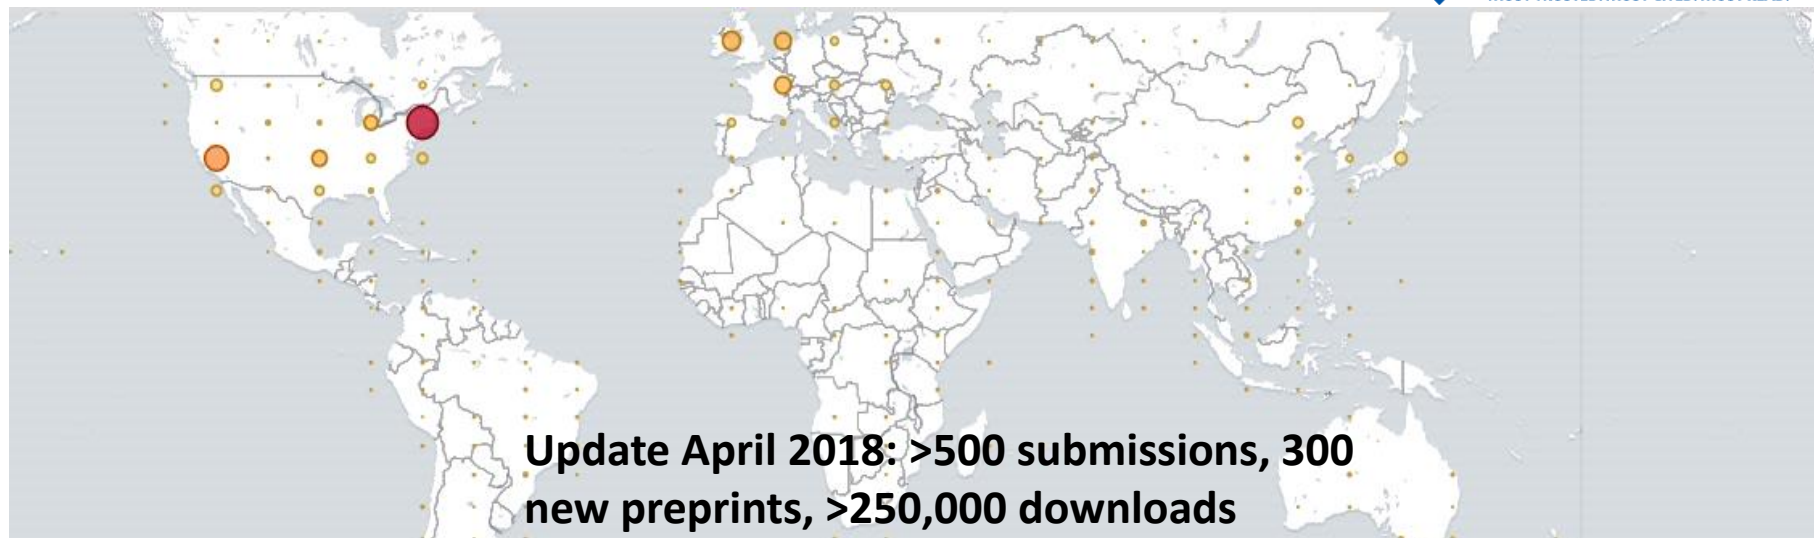 Update April 2018: >500 submissions, 300
new preprints, >250,000 downloads